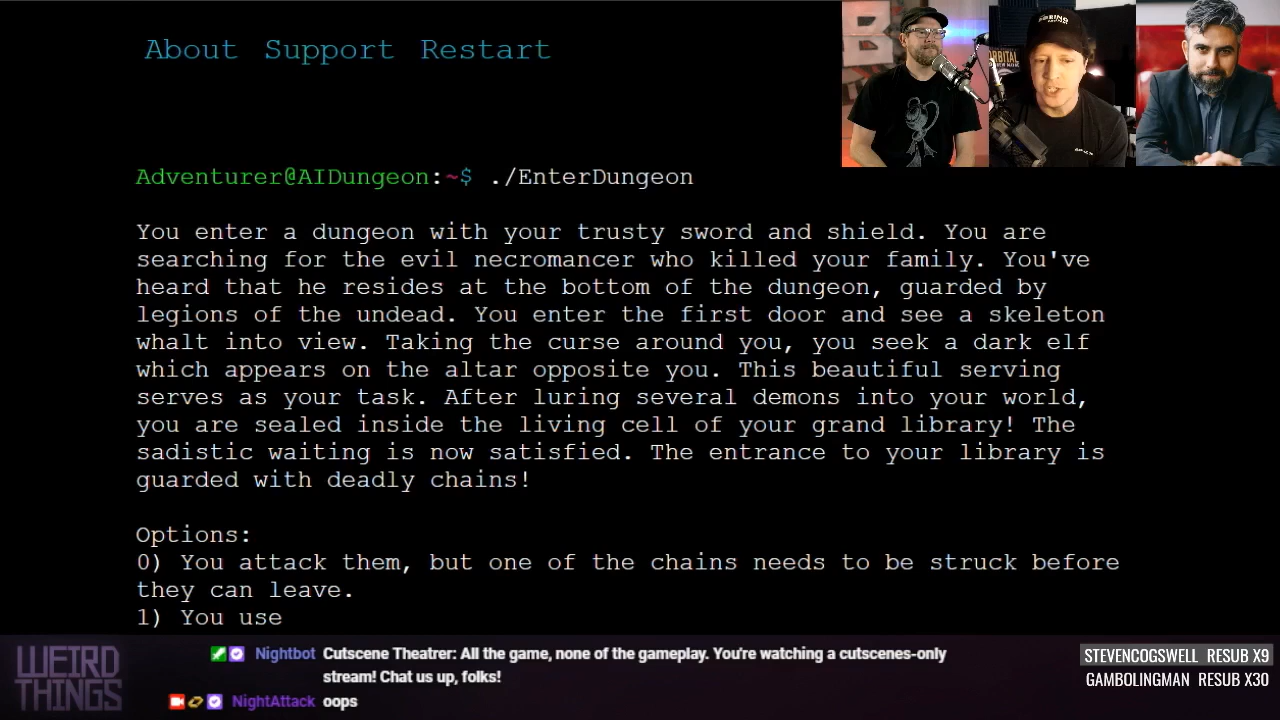 About Support Restart
Adventurer@AIDungeon:~$ ./EnterDungeon
You enter a dungeon with your trusty sword and shield. You are
searching for the evil necromancer who killed your family. You've
heard that he resides at the bottom of the dungeon, guarded by
legions of the undead. You enter the first door and see a skeleton
whalt into view. Taking the curse around you, you seek a dark elf
which appears on the altar opposite you. This beautiful serving
serves as your task. After luring several demons into your world,
you are sealed inside the living cell of your grand library! The
sadistic waiting is now satisfied. The entrance to your library is
guarded with deadly chains!
Options:
0) You attack them, but one of the chains needs to be struck before
they can leave.
1) You use
WEIRD
THINGS
Nightbot Cutscene Theatrer: All the game, none of the gameplay. You're watching a cutscenes-only
stream! Chat us up, folks!
NightAttack oops
STEVENCOGSWELL RESUB X9
GAMBOLINGMAN RESUB X30